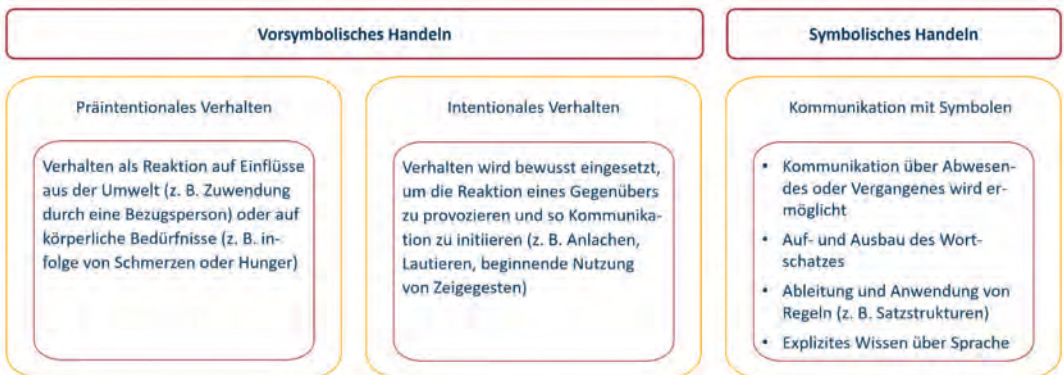 Vorsymbolisches Handeln
Symbolisches Handeln
Präintentionales Verhalten
Verhalten als Reaktion auf Einflüsse
aus der Umwelt (z. B. Zuwendung
durch eine Bezugsperson) oder auf
körperliche Bedürfnisse (z. B. in-
folge von Schmerzen oder Hunger)
Intentionales Verhalten
Verhalten wird bewusst eingesetzt,
um die Reaktion eines Gegenübers
zu provozieren und so Kommunika-
tion zu initiieren (z. B. Anlachen,
Lautieren, beginnende Nutzung
von Zeigegesten)
Kommunikation mit Symbolen
• Kommunikation über Abwesen-
des oder Vergangenes wird er-
möglicht
• Auf- und Ausbau des Wort-
schatzes
• Ableitung und Anwendung von
Regeln (z. B. Satzstrukturen)
• Explizites Wissen über Sprache